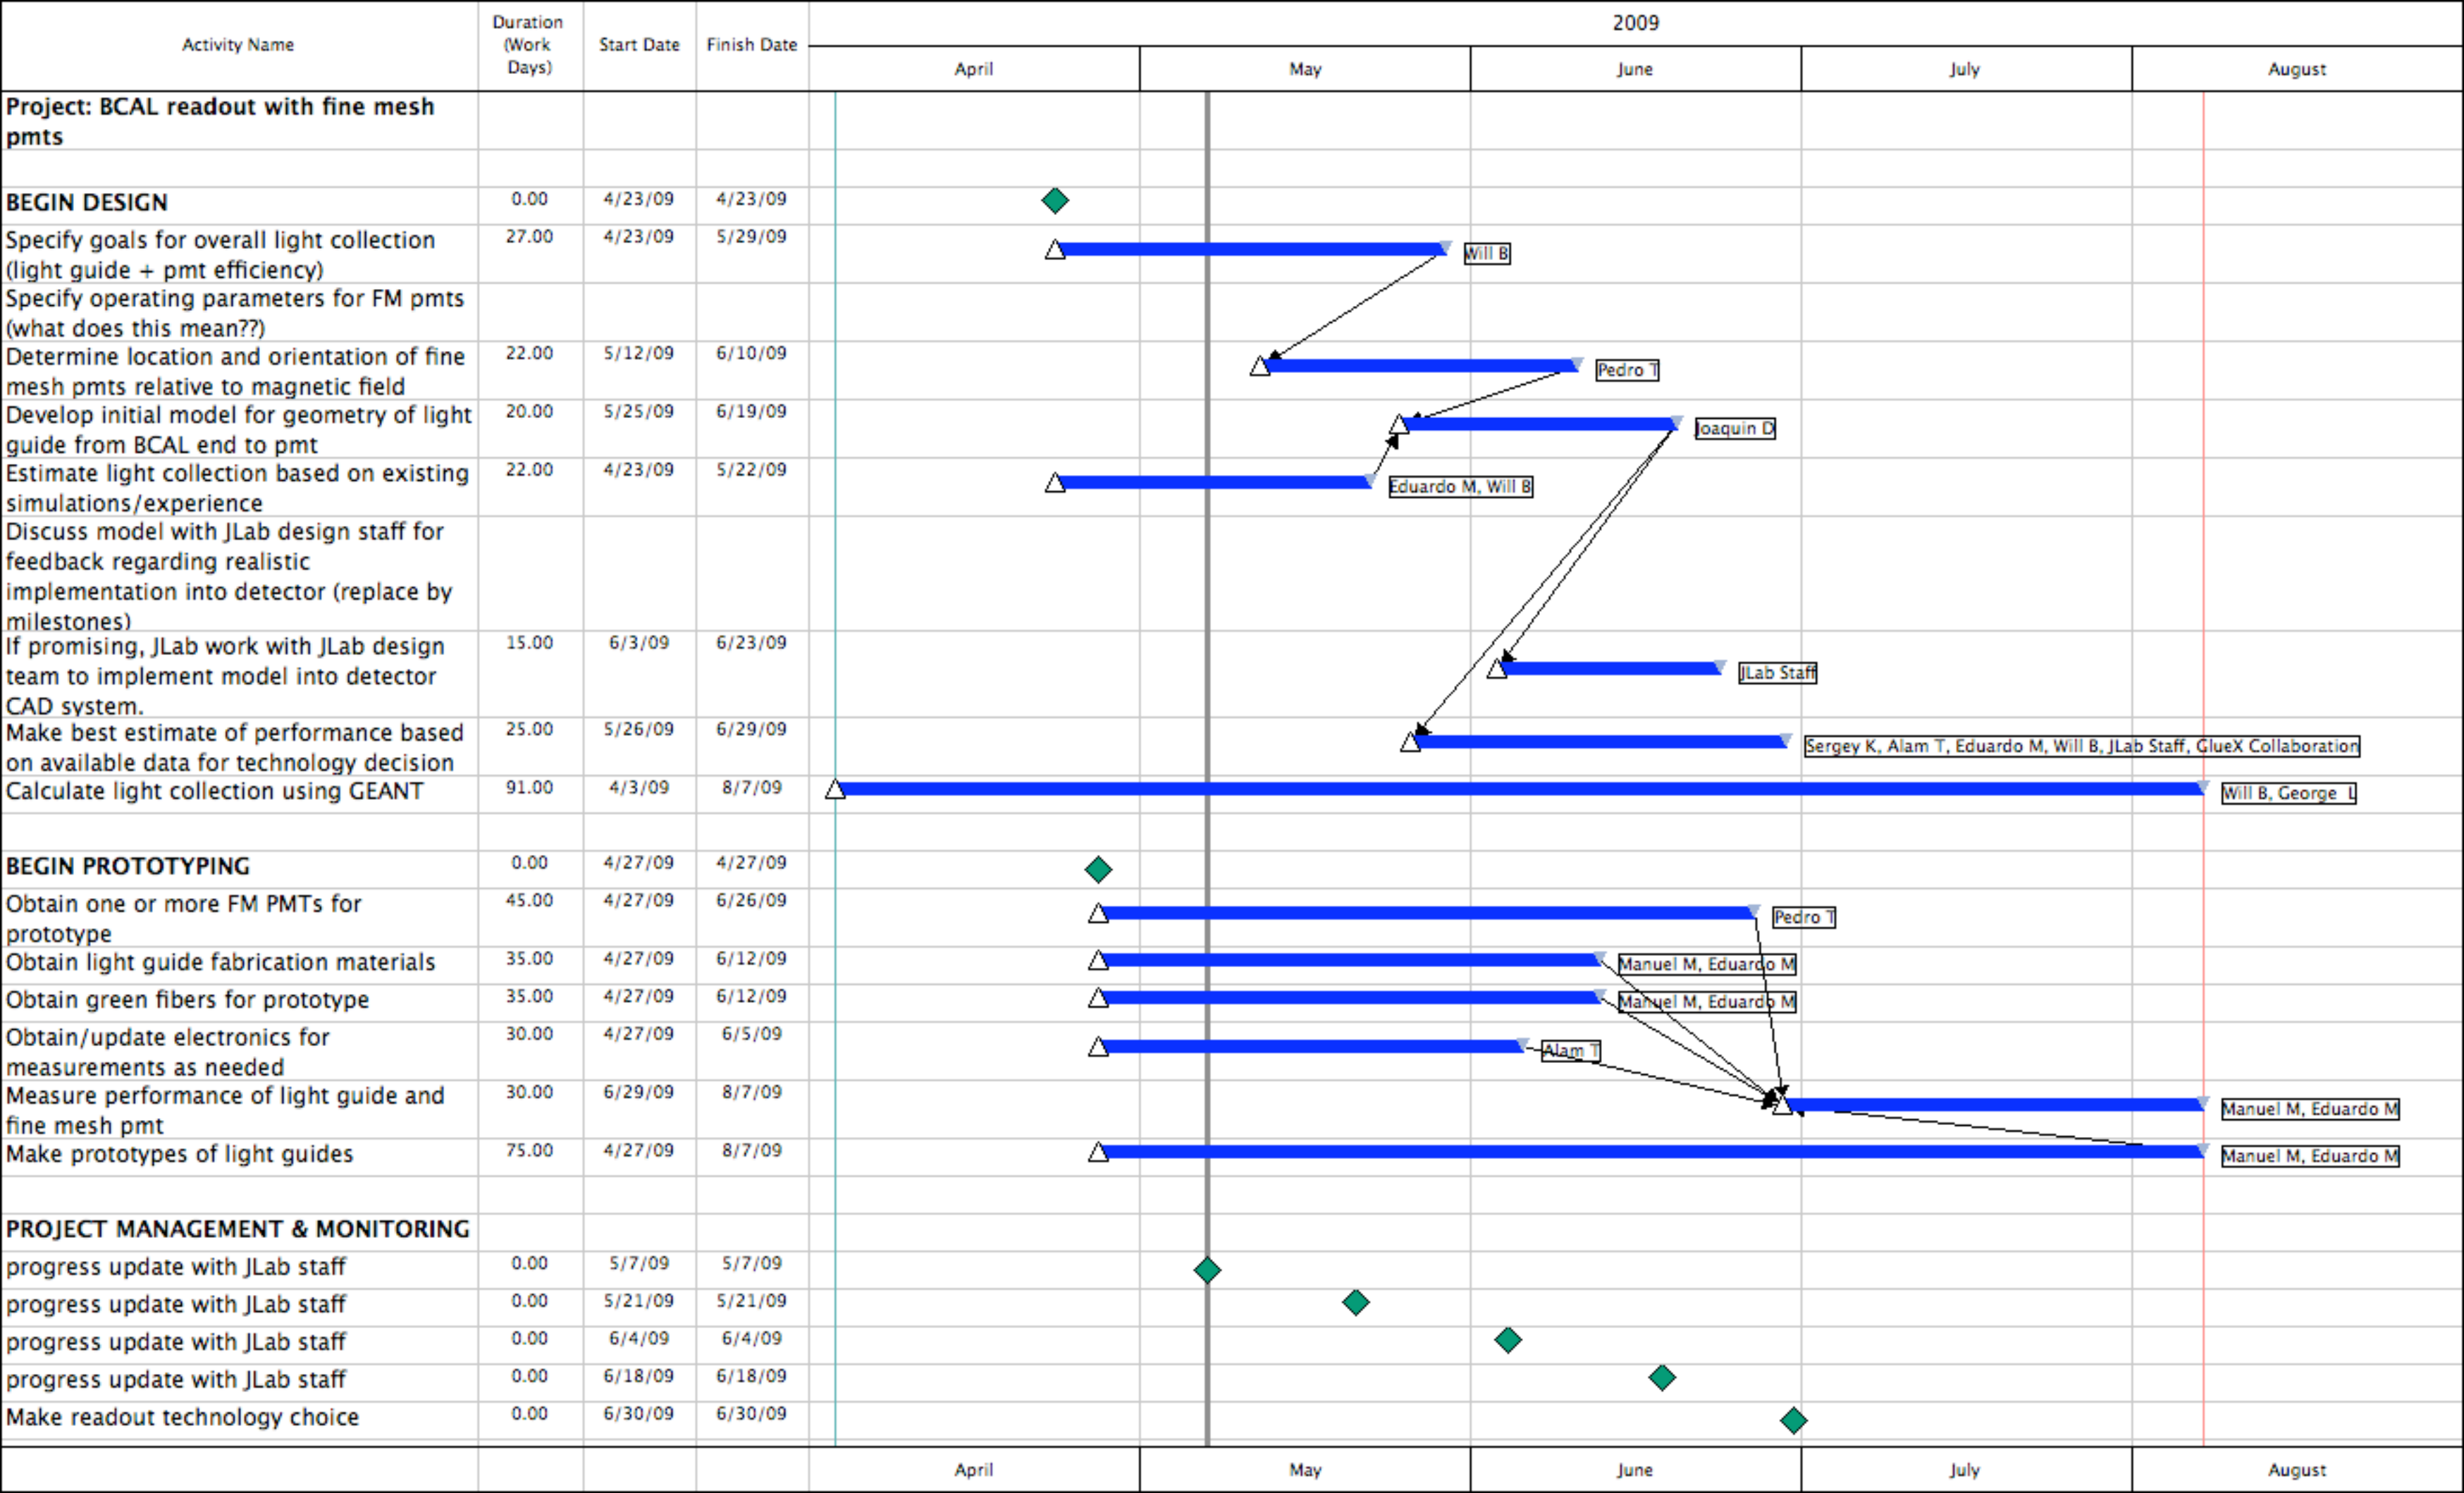 2009
Activity Name
Duration
(Work
Days)
Start Date
Finish Date
April
May
June
July
August
Project: BCAL readout with fine mesh
pmts
BEGIN DESIGN 0.00 4/23/09 4/23/09
Specify goals for overall light collection 27.00 4/23/09 5/29/09
(light guide + pmt efficiency)
Will B
Specify operating parameters for FM pmts
(what does this mean??)
Determine location and orientation of fine 22.00 5/12/09 6/10/09
mesh pmts relative to magnetic field
Pedro T
Develop initial model for geometry of light 20.00 5/25/09 6/19/09
guide from BCAL end to pmt
Joaquin D
Estimate light collection based on existing 22.00 4/23/09 5/22/09
simulations/experience
Eduardo M, Will B
Discuss model with JLab design staff for
feedback regarding realistic
implementation into detector (replace by
milestones)
If promising, JLab work with JLab design 15.00 6/3/09 6/23/09
team to implement model into detector
CAD system.
JLab Staff
Make best estimate of performance based 25.00 5/26/09 6/29/09
on available data for technology decision
Sergey K, Alam T, Eduardo M, Will B, JLab Staff, GlueX Collaboration
Calculate light collection using GEANT 91.00 4/3/09 8/7/09
Will B, George L
BEGIN PROTOTYPING 0.00 4/27/09 4/27/09
Obtain one or more FM PMTs for 45.00 4/27/09 6/26/09
prototype
Pedro T
Obtain light guide fabrication materials 35.00 4/27/09 6/12/09
Manuel M, Eduardo M
Obtain green fibers for prototype 35.00 4/27/09 6/12/09
Manuel M, Eduardo M
Obtain/update electronics for 30.00 4/27/09 6/5/09
measurements as needed
Alam T
Measure performance of light guide and 30.00 6/29/09 8/7/09
fine mesh pmt
Manuel M, Eduardo M
Make prototypes of light guides 75.00 4/27/09 8/7/09
Manuel M, Eduardo M
PROJECT MANAGEMENT & MONITORING
progress update with JLab staff 0.00 5/7/09 5/7/09
progress update with JLab staff 0.00 5/21/09 5/21/09
progress update with JLab staff 0.00 6/4/09 6/4/09
progress update with JLab staff 0.00 6/18/09 6/18/09
Make readout technology choice 0.00 6/30/09 6/30/09
April
May
June
July
August